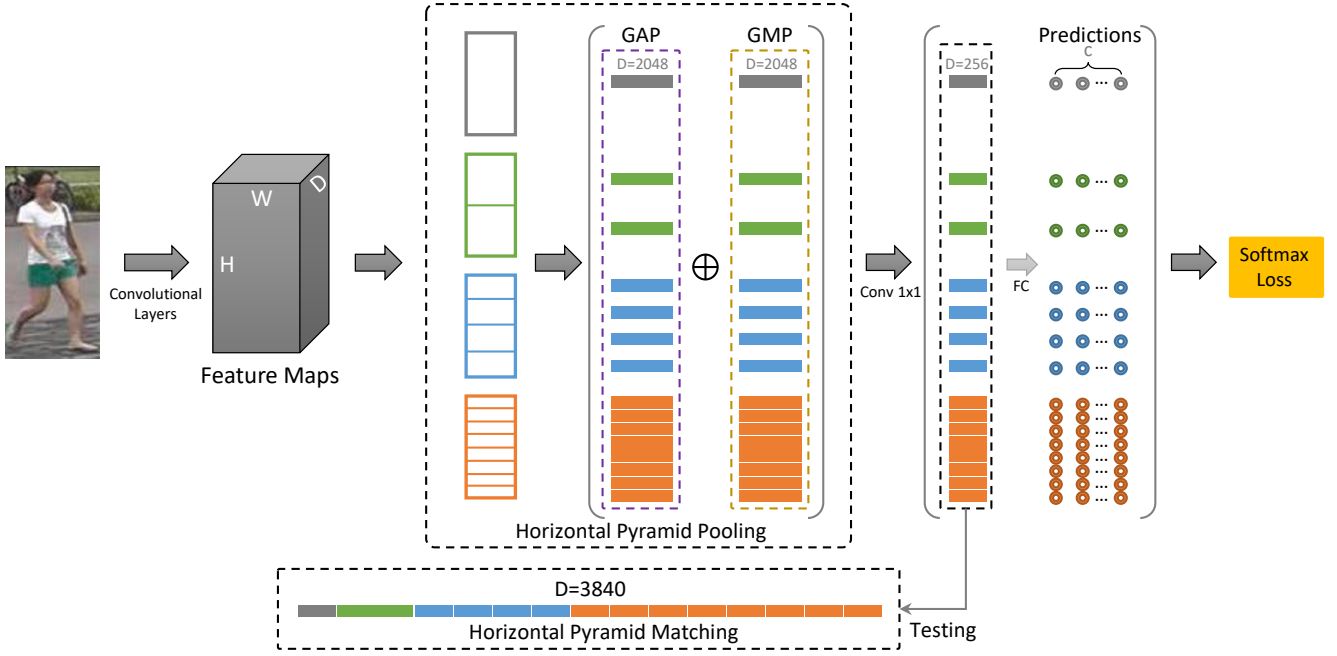 GAP
GMP
Predictions
D=2048
D=2048
D=256
C
W
D
H
Convolutional
Layers
Feature Maps
Conv 1x1
FC
Softmax
Loss
Horizontal Pyramid Pooling
D=3840
Horizontal Pyramid Matching
Testing